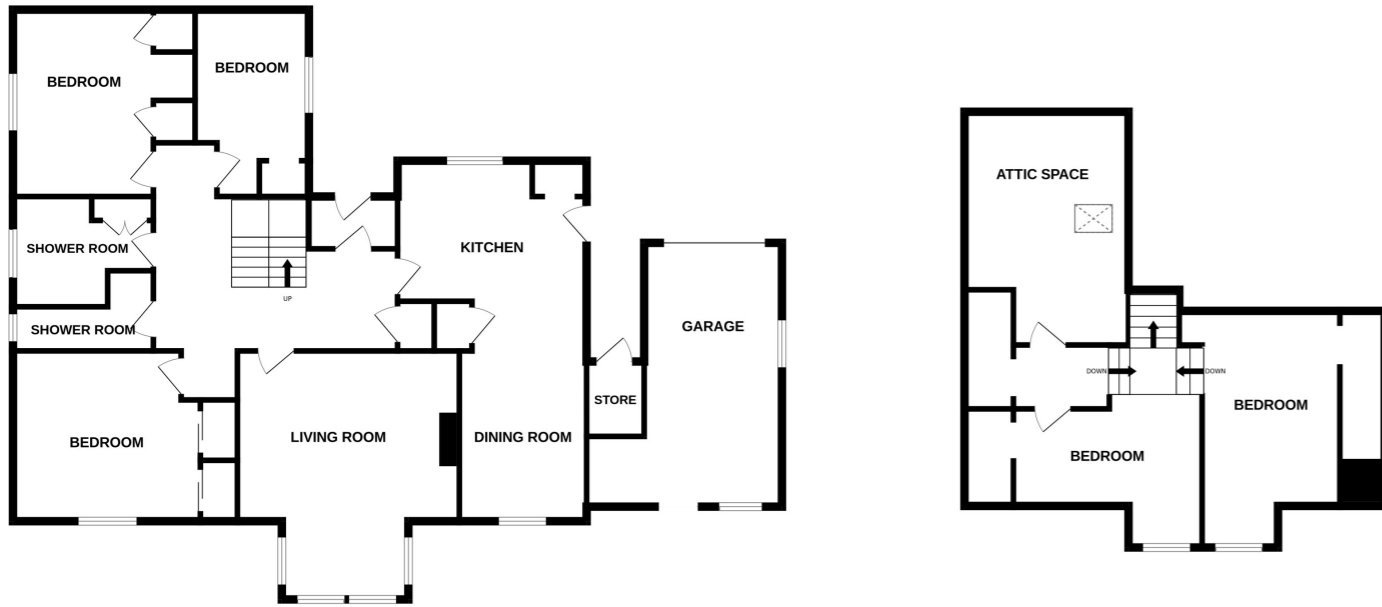 BEDROOM
BEDROOM
SHOWER ROOM
SHOWER ROOM
UP
KITCHEN
GARAGE
STORE
BEDROOM
LIVING ROOM
DINING ROOM
ATTIC SPACE
DOWN
DOWN
BEDROOM
BEDROOM